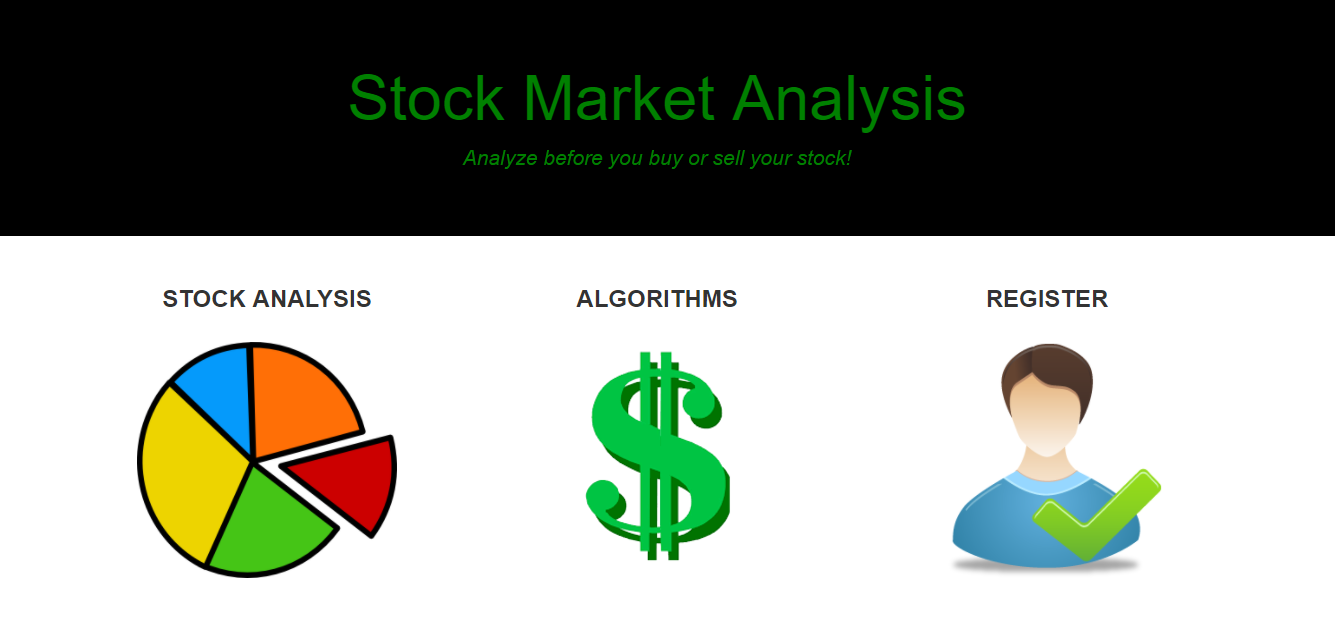 Stock Market Analysis
Analyze before you buy or sell your stock!
STOCK ANALYSIS
ALGORITHMS
REGISTER